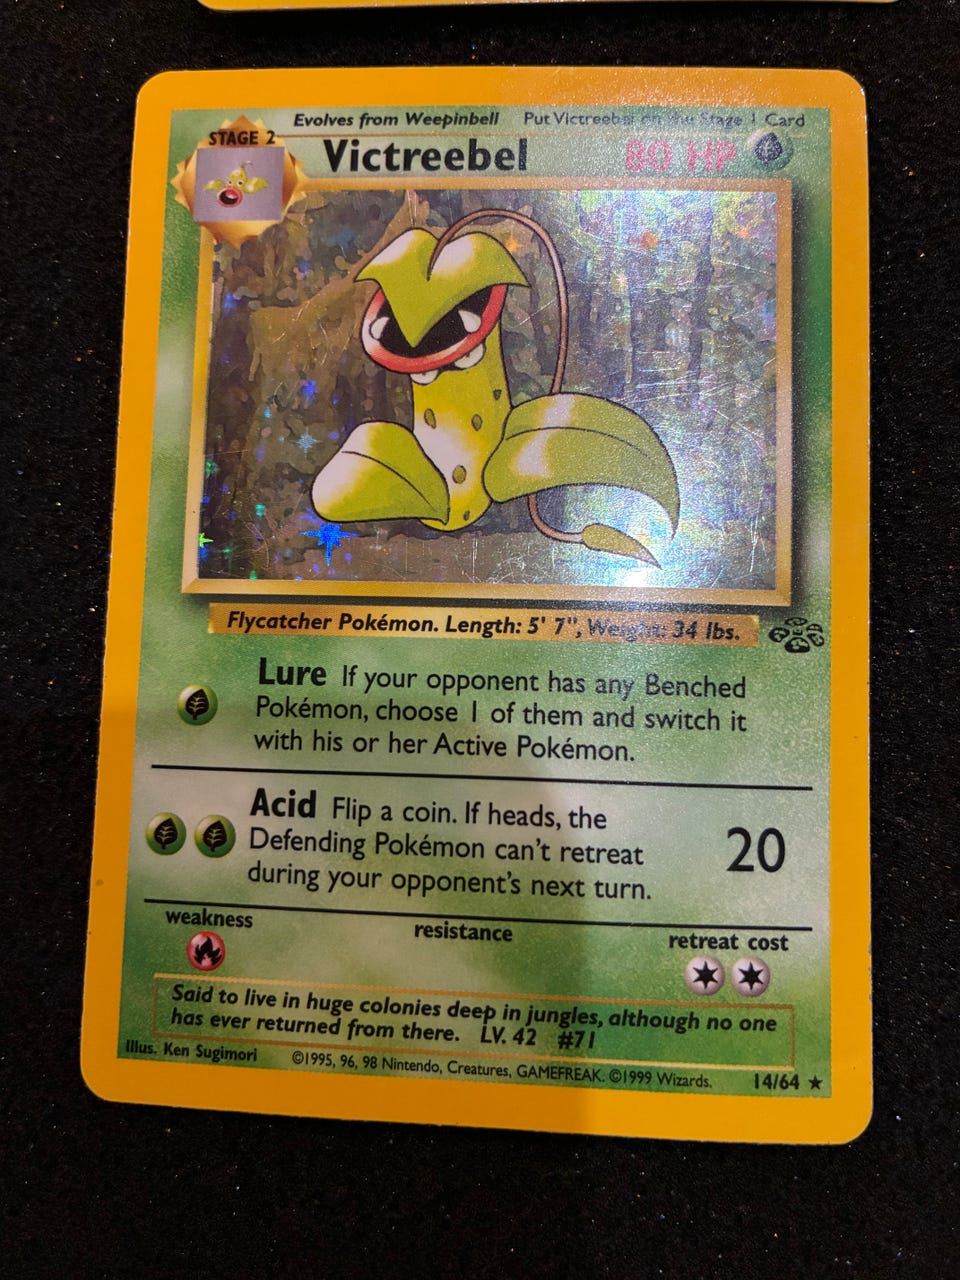 Evolves from Weepinbell Put Victreebel on the Stage 1 Card
STAGE 2
Victreebel 80 HP
Flycatcher Pokémon. Length: 5' 7", Weight: 34 lbs.
Lure If your opponent has any Benched
Pokémon, choose 1 of them and switch it
with his or her Active Pokémon.
Acid Flip a coin. If heads, the
Defending Pokémon can't retreat
during your opponent's next turn.
20
weakness resistance retreat cost
Said to live in huge colonies deep in jungles, although no one
has ever returned from there. LV. 42 #71
Illus. Ken Sugimori ©1995, 96, 98 Nintendo, Creatures, GAMEFREAK. ©1999 Wizards. 14/64 ★